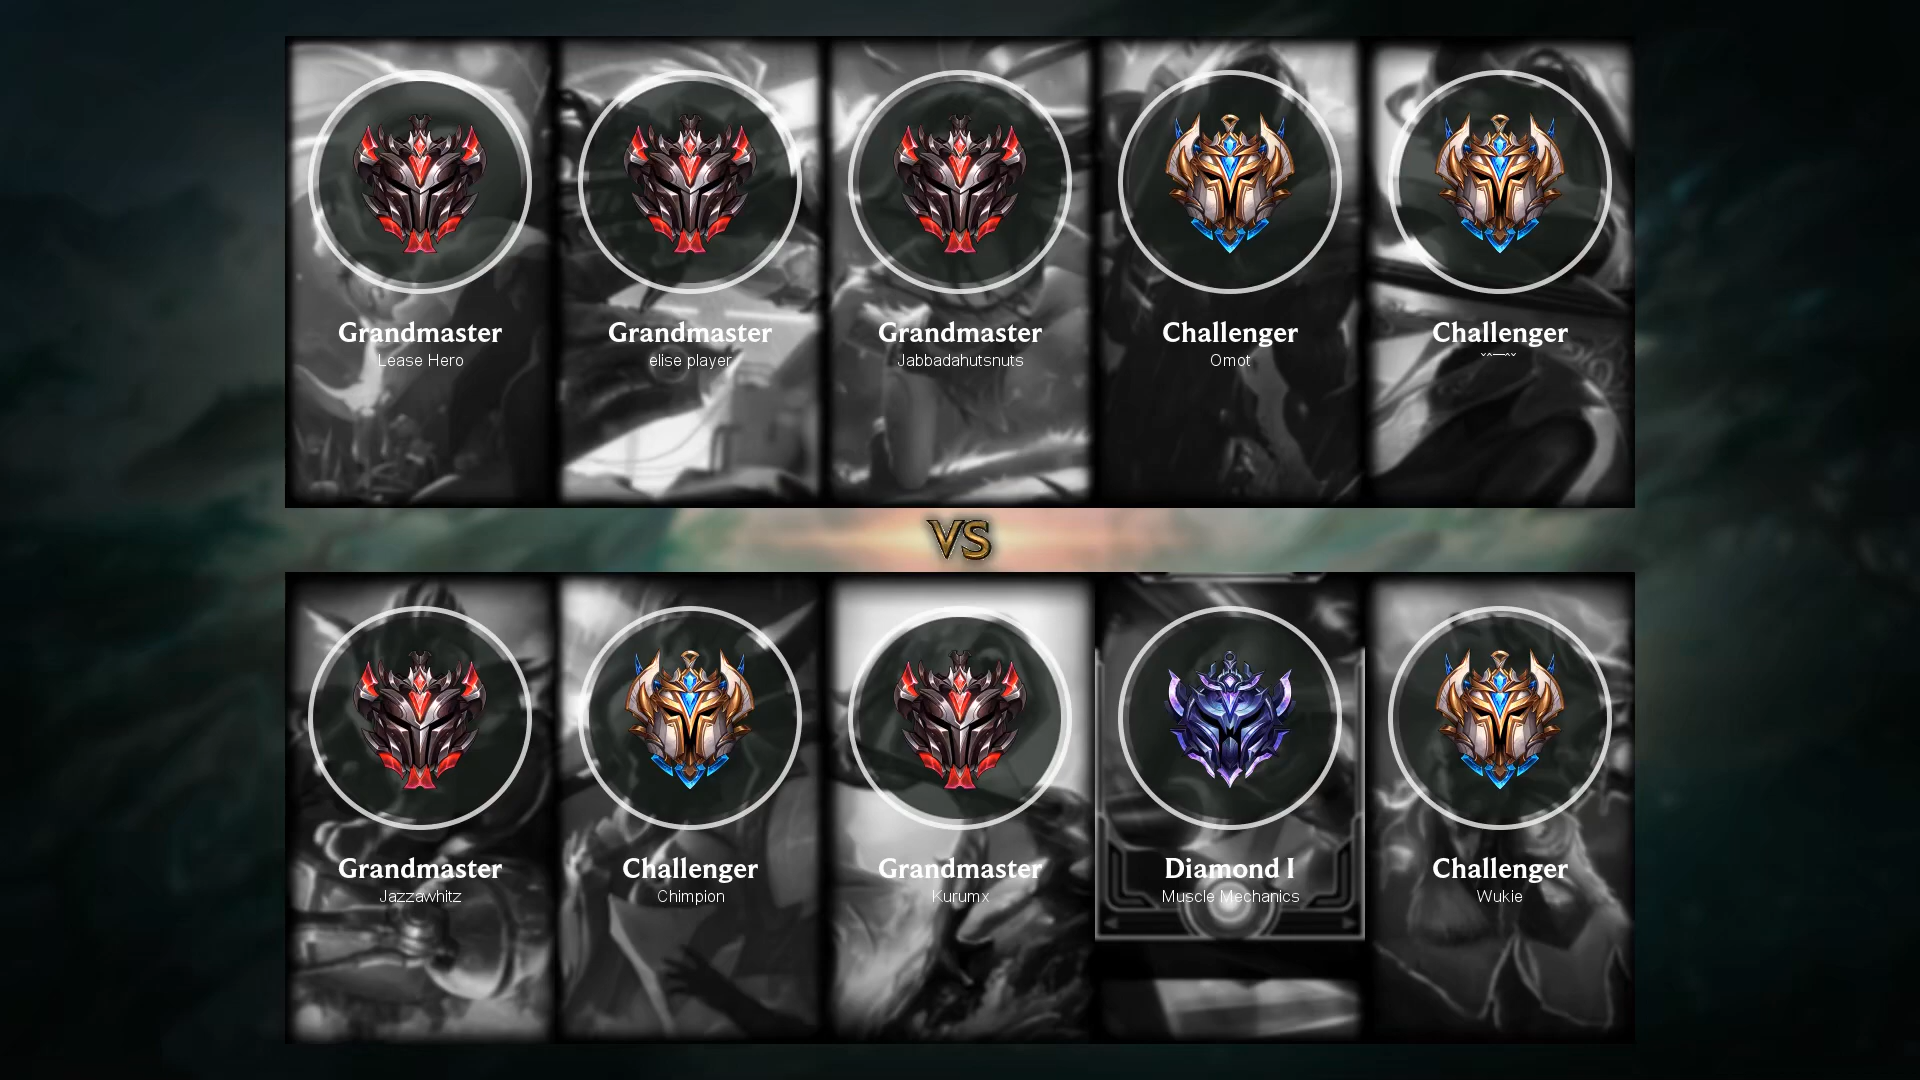 Grandmaster
Lease Hero
Grandmaster
elise player
Grandmaster
Jabbadahutsnuts
Challenger
Omot
Challenger
VS
Grandmaster
Jazzawhitz
Challenger
Chimpion
Grandmaster
Kurumx
Diamond I
Muscle Mechanics
Challenger
Wukie